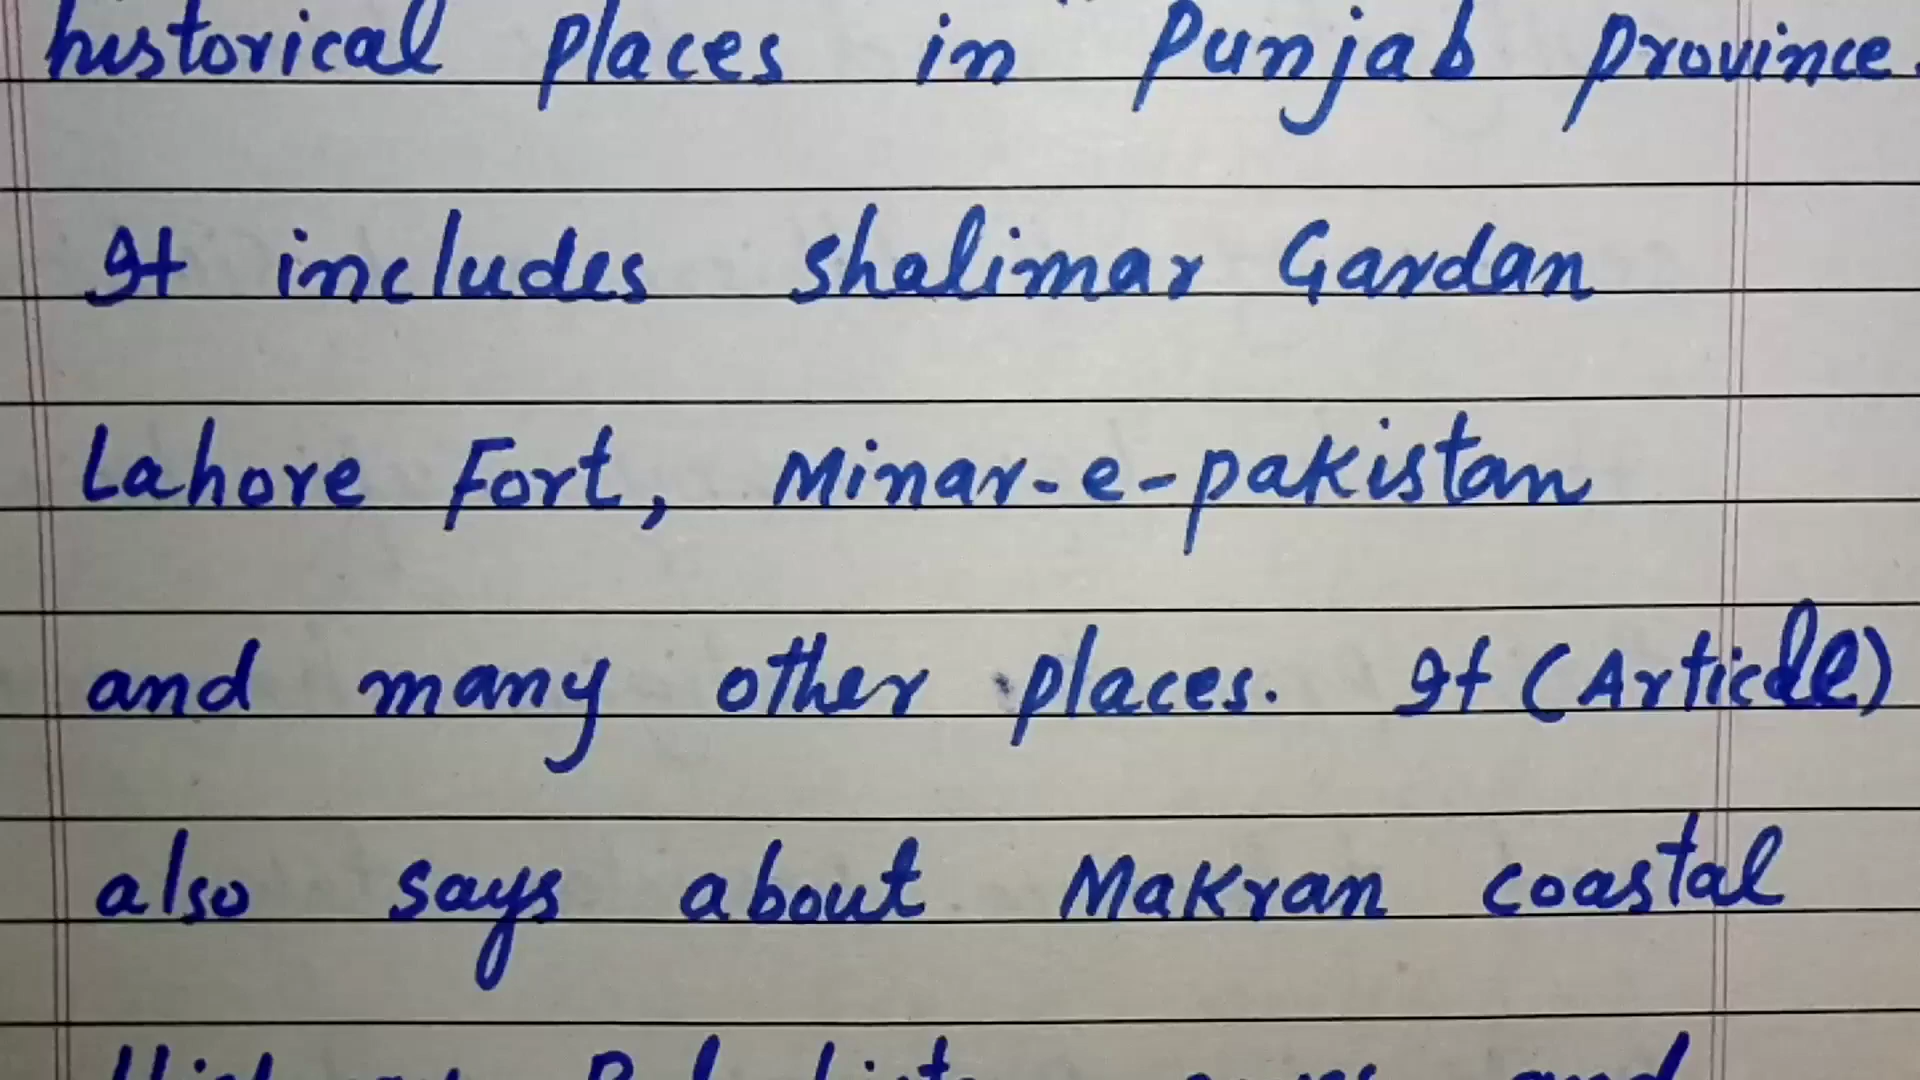 historical places in Punjab province.
It includes Shalimar Gardan
Lahore Fort, Minar-e-pakistan
and many other places. It (Article)
also says about Makran coastal